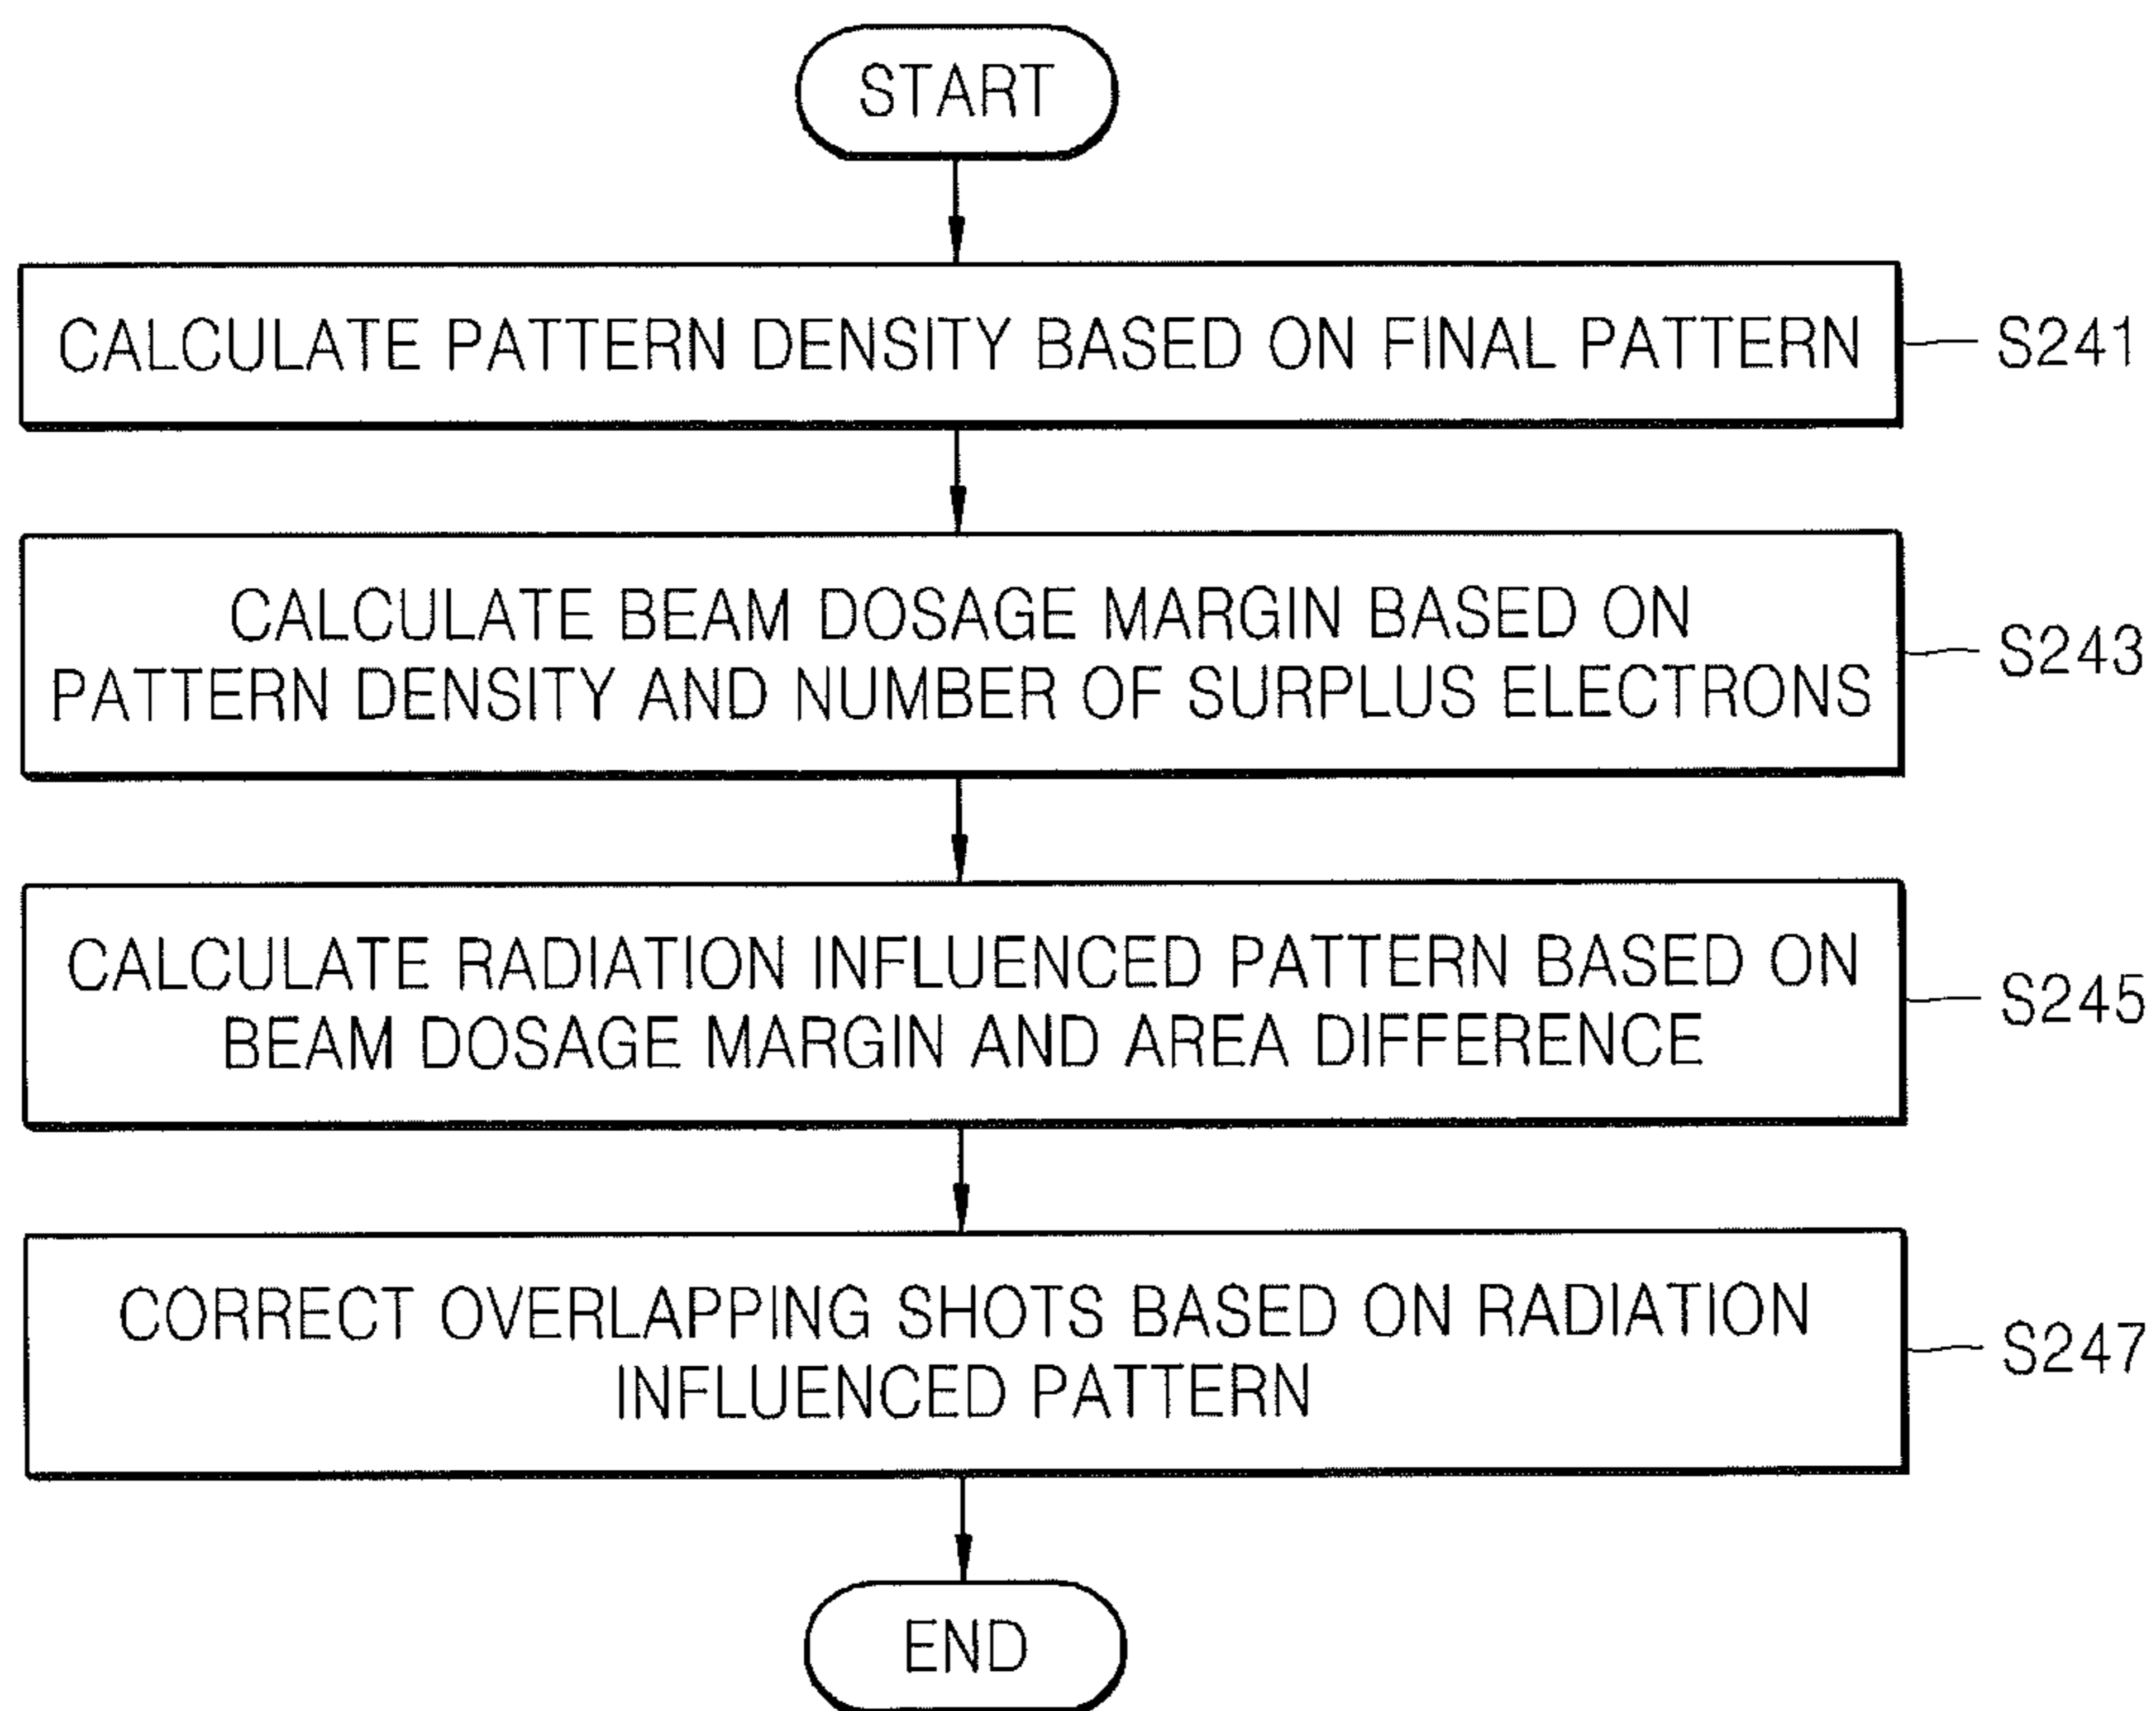 START
CALCULATE PATTERN DENSITY BASED ON FINAL PATTERN
S241
CALCULATE BEAM DOSAGE MARGIN BASED ON
PATTERN DENSITY AND NUMBER OF SURPLUS ELECTRONS
S243
CALCULATE RADIATION INFLUENCED PATTERN BASED ON
BEAM DOSAGE MARGIN AND AREA DIFFERENCE
S245
CORRECT OVERLAPPING SHOTS BASED ON RADIATION
INFLUENCED PATTERN
S247
END